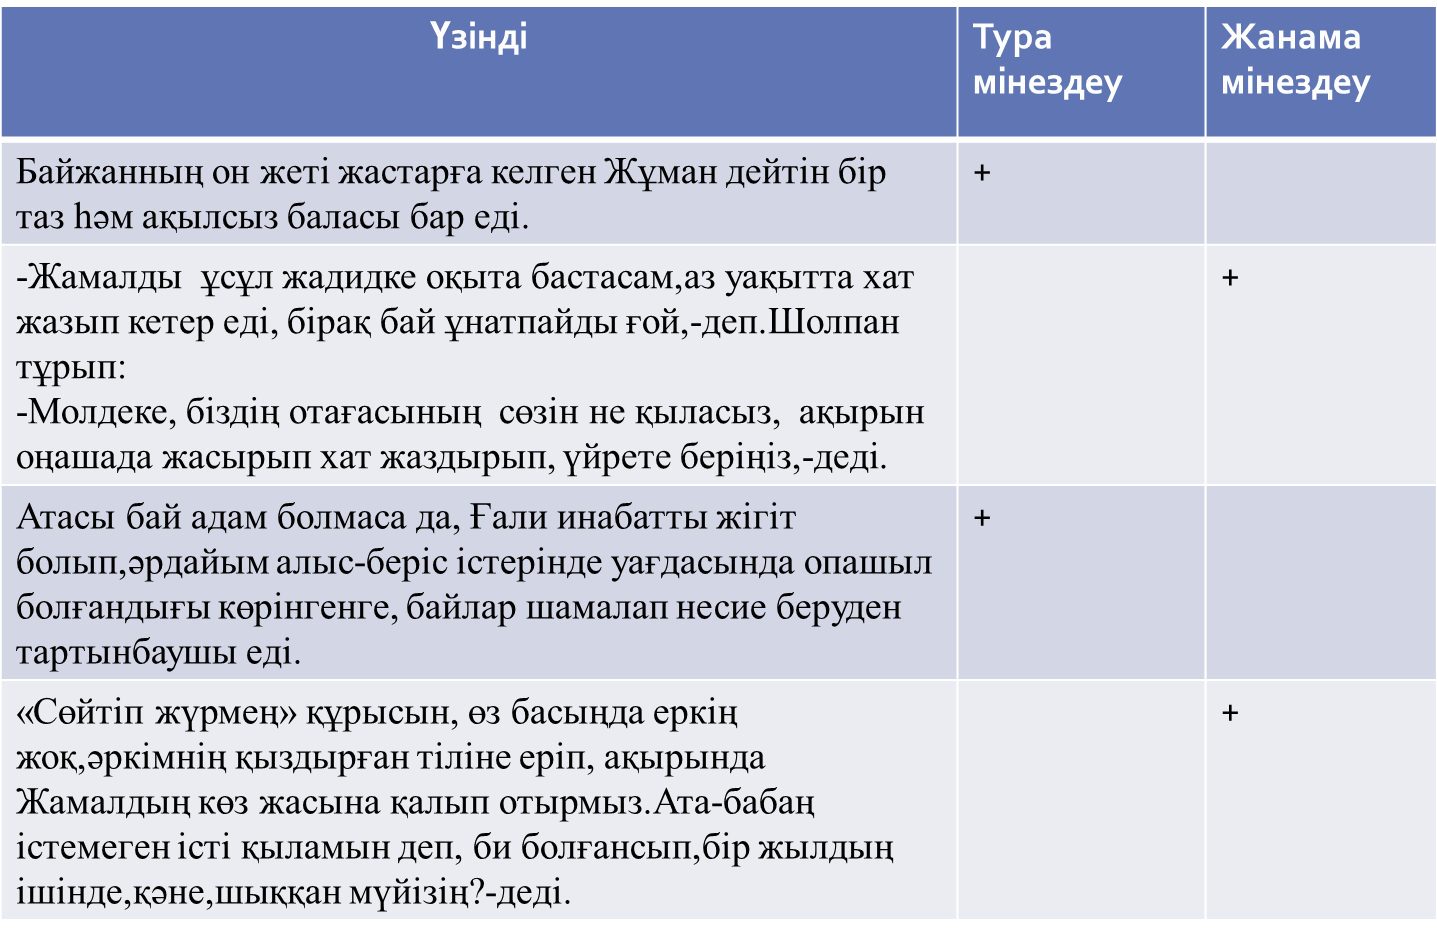 Үзінді
Тура
мінездеу
Жанама
мінездеу
Байжанның он жеті жастарға келген Жұман дейтін бір
таз һәм ақылсыз баласы бар еді.
+
-Жамалды  ұсұл жадидке оқыта бастасам,аз уақытта хат
жазып кетер еді, бірақ бай ұнатпайды ғой,-деп.Шолпан
тұрып:
-Молдеке, біздің отағасының  сөзін не қыласыз,  ақырын
оңашада жасырып хат жаздырып, үйрете беріңіз,-деді.
+
Атасы бай адам болмаса да, Ғали инабатты жігіт
болып,әрдайым алыс-беріс істерінде уағдасында опашыл
болғандығы көрінгенге, байлар шамалап несие беруден
тартынбаушы еді.
+
«Сөйтіп жүрмең» құрысын, өз басыңда еркің
жоқ,әркімнің қыздырған тіліне еріп, ақырында
Жамалдың көз жасына қалып отырмыз.Ата-бабаң
істемеген істі қыламын деп, би болғансып,бір жылдың
ішінде,қәне,шыққан мүйізің?-деді.
+